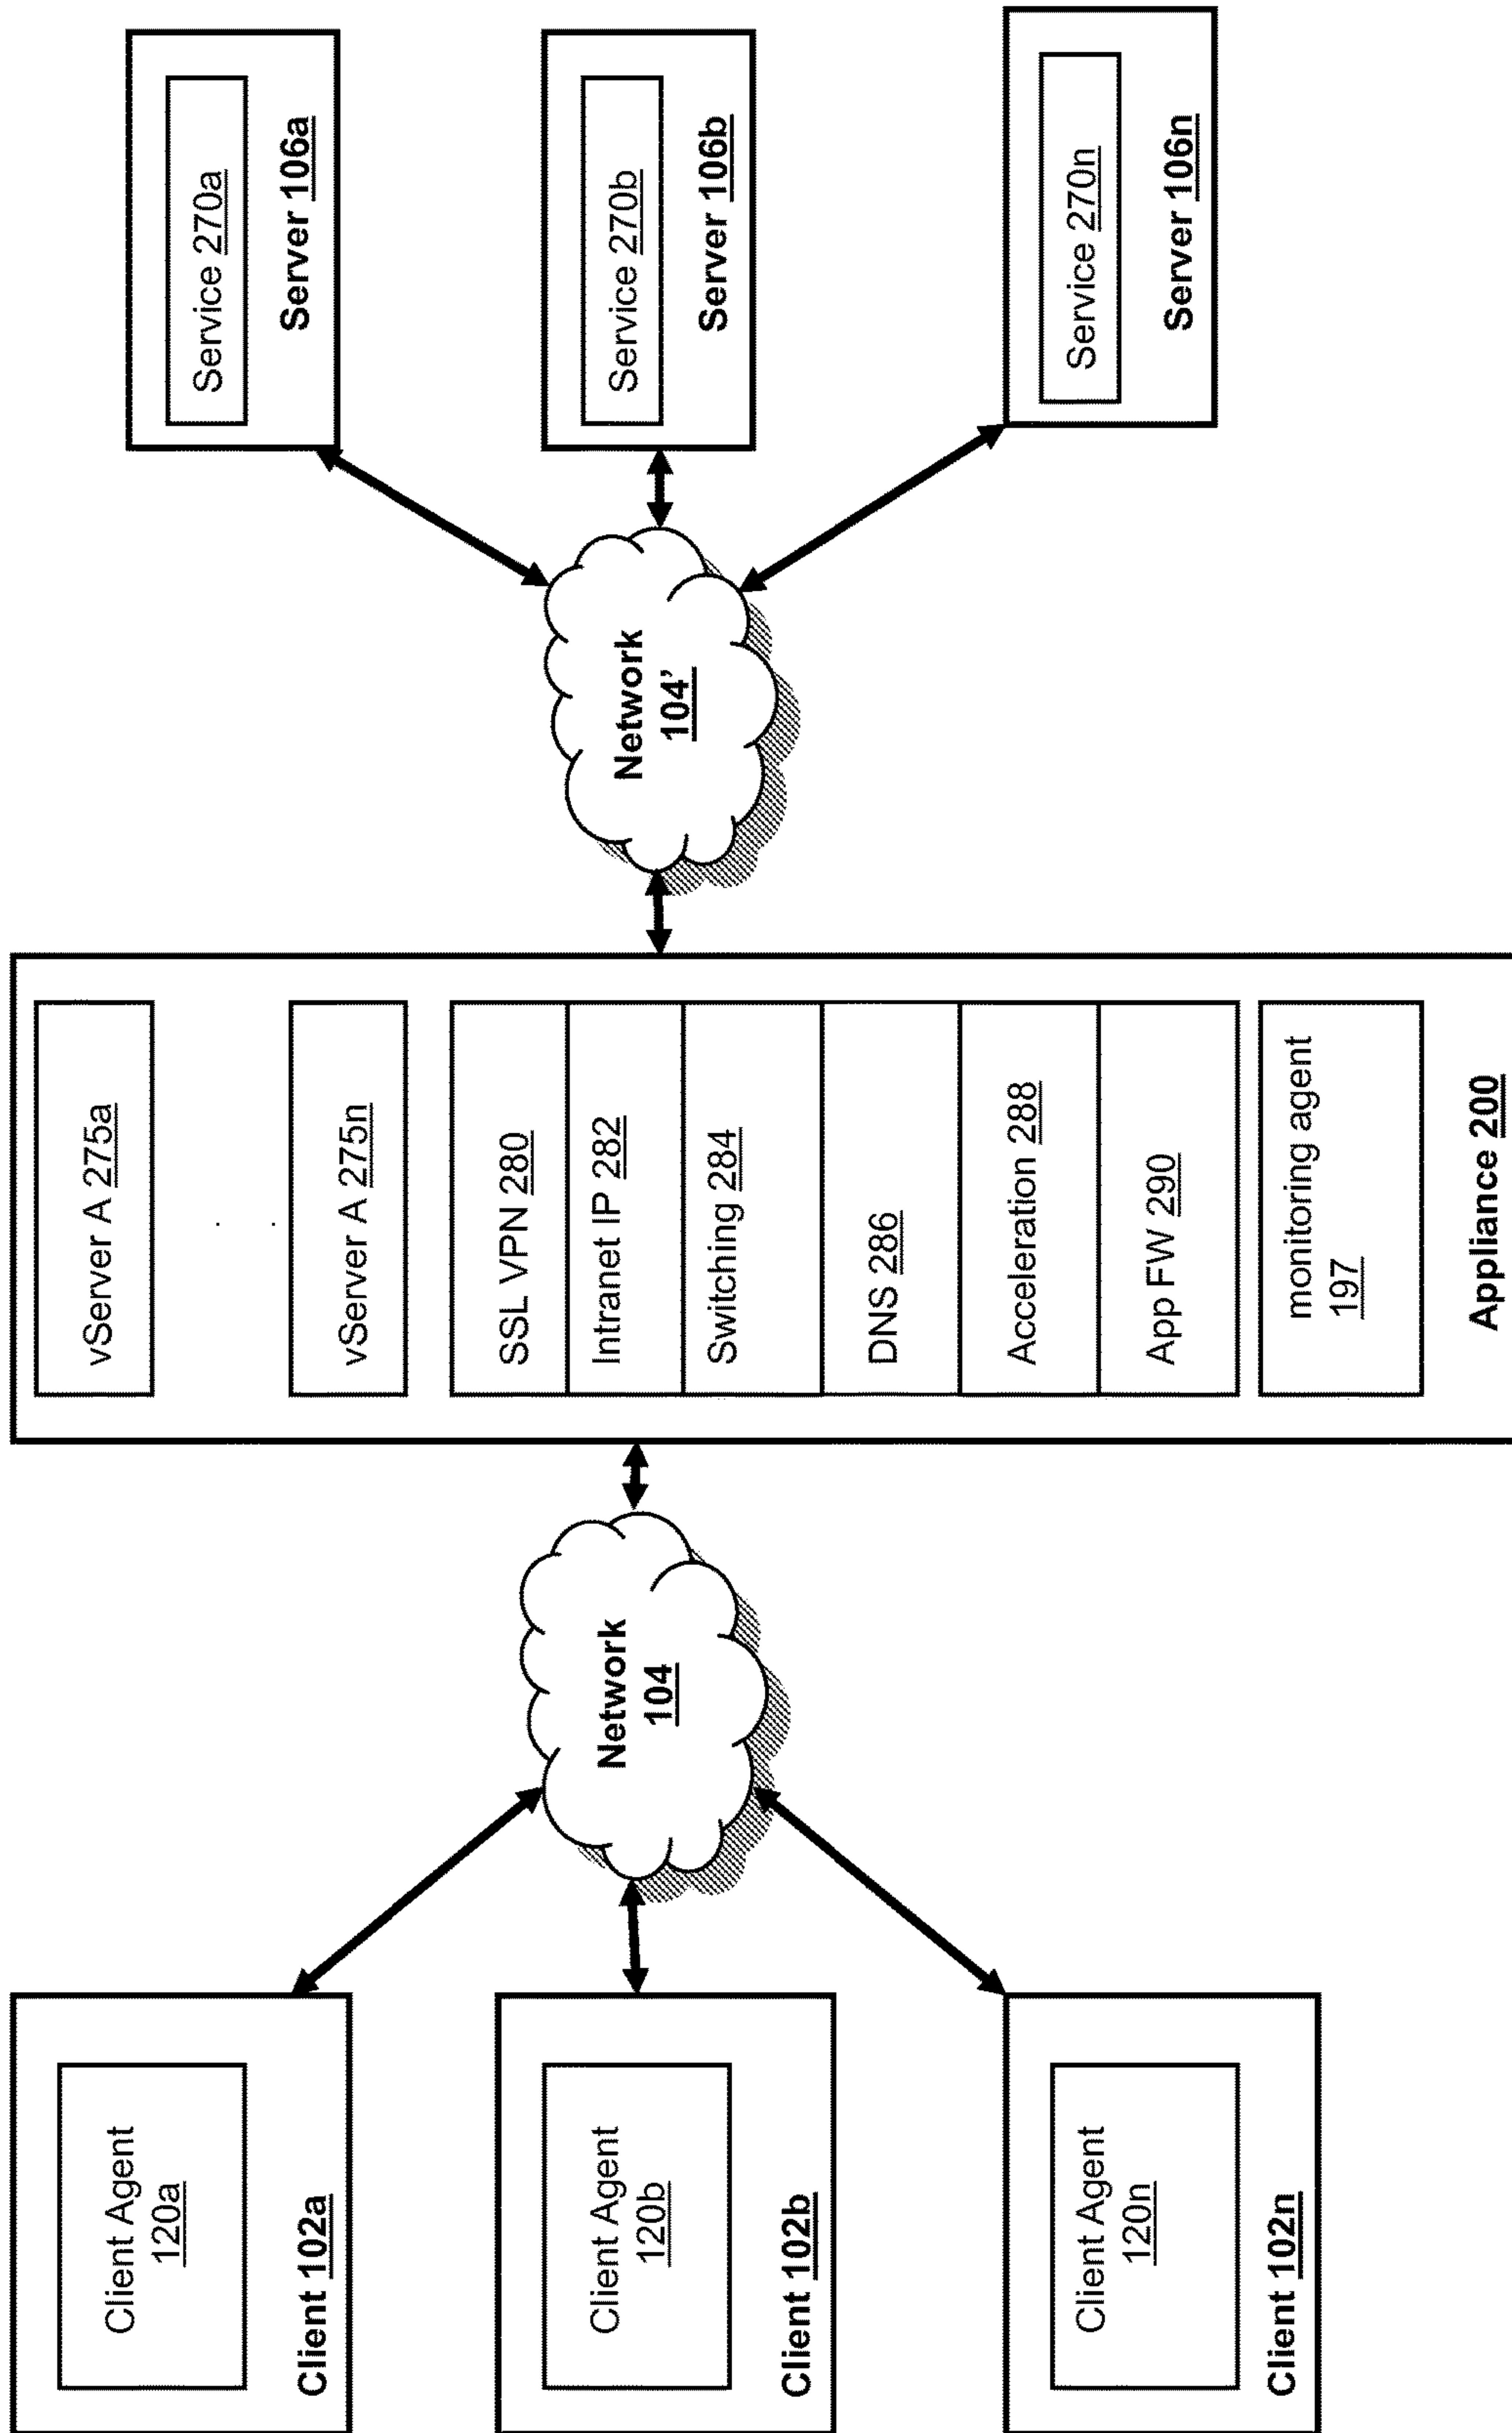 Client Agent
120a
Client 102a
Client Agent
120b
Client 102b
Client Agent
120n
Client 102n
Network
104
vServer A 275a
vServer A 275n
SSL VPN 280
Intranet IP 282
Switching 284
DNS 286
Acceleration 288
App FW 290
monitoring agent
197
Appliance 200
Network
104’
Service 270a
Server 106a
Service 270b
Server 106b
Service 270n
Server 106n